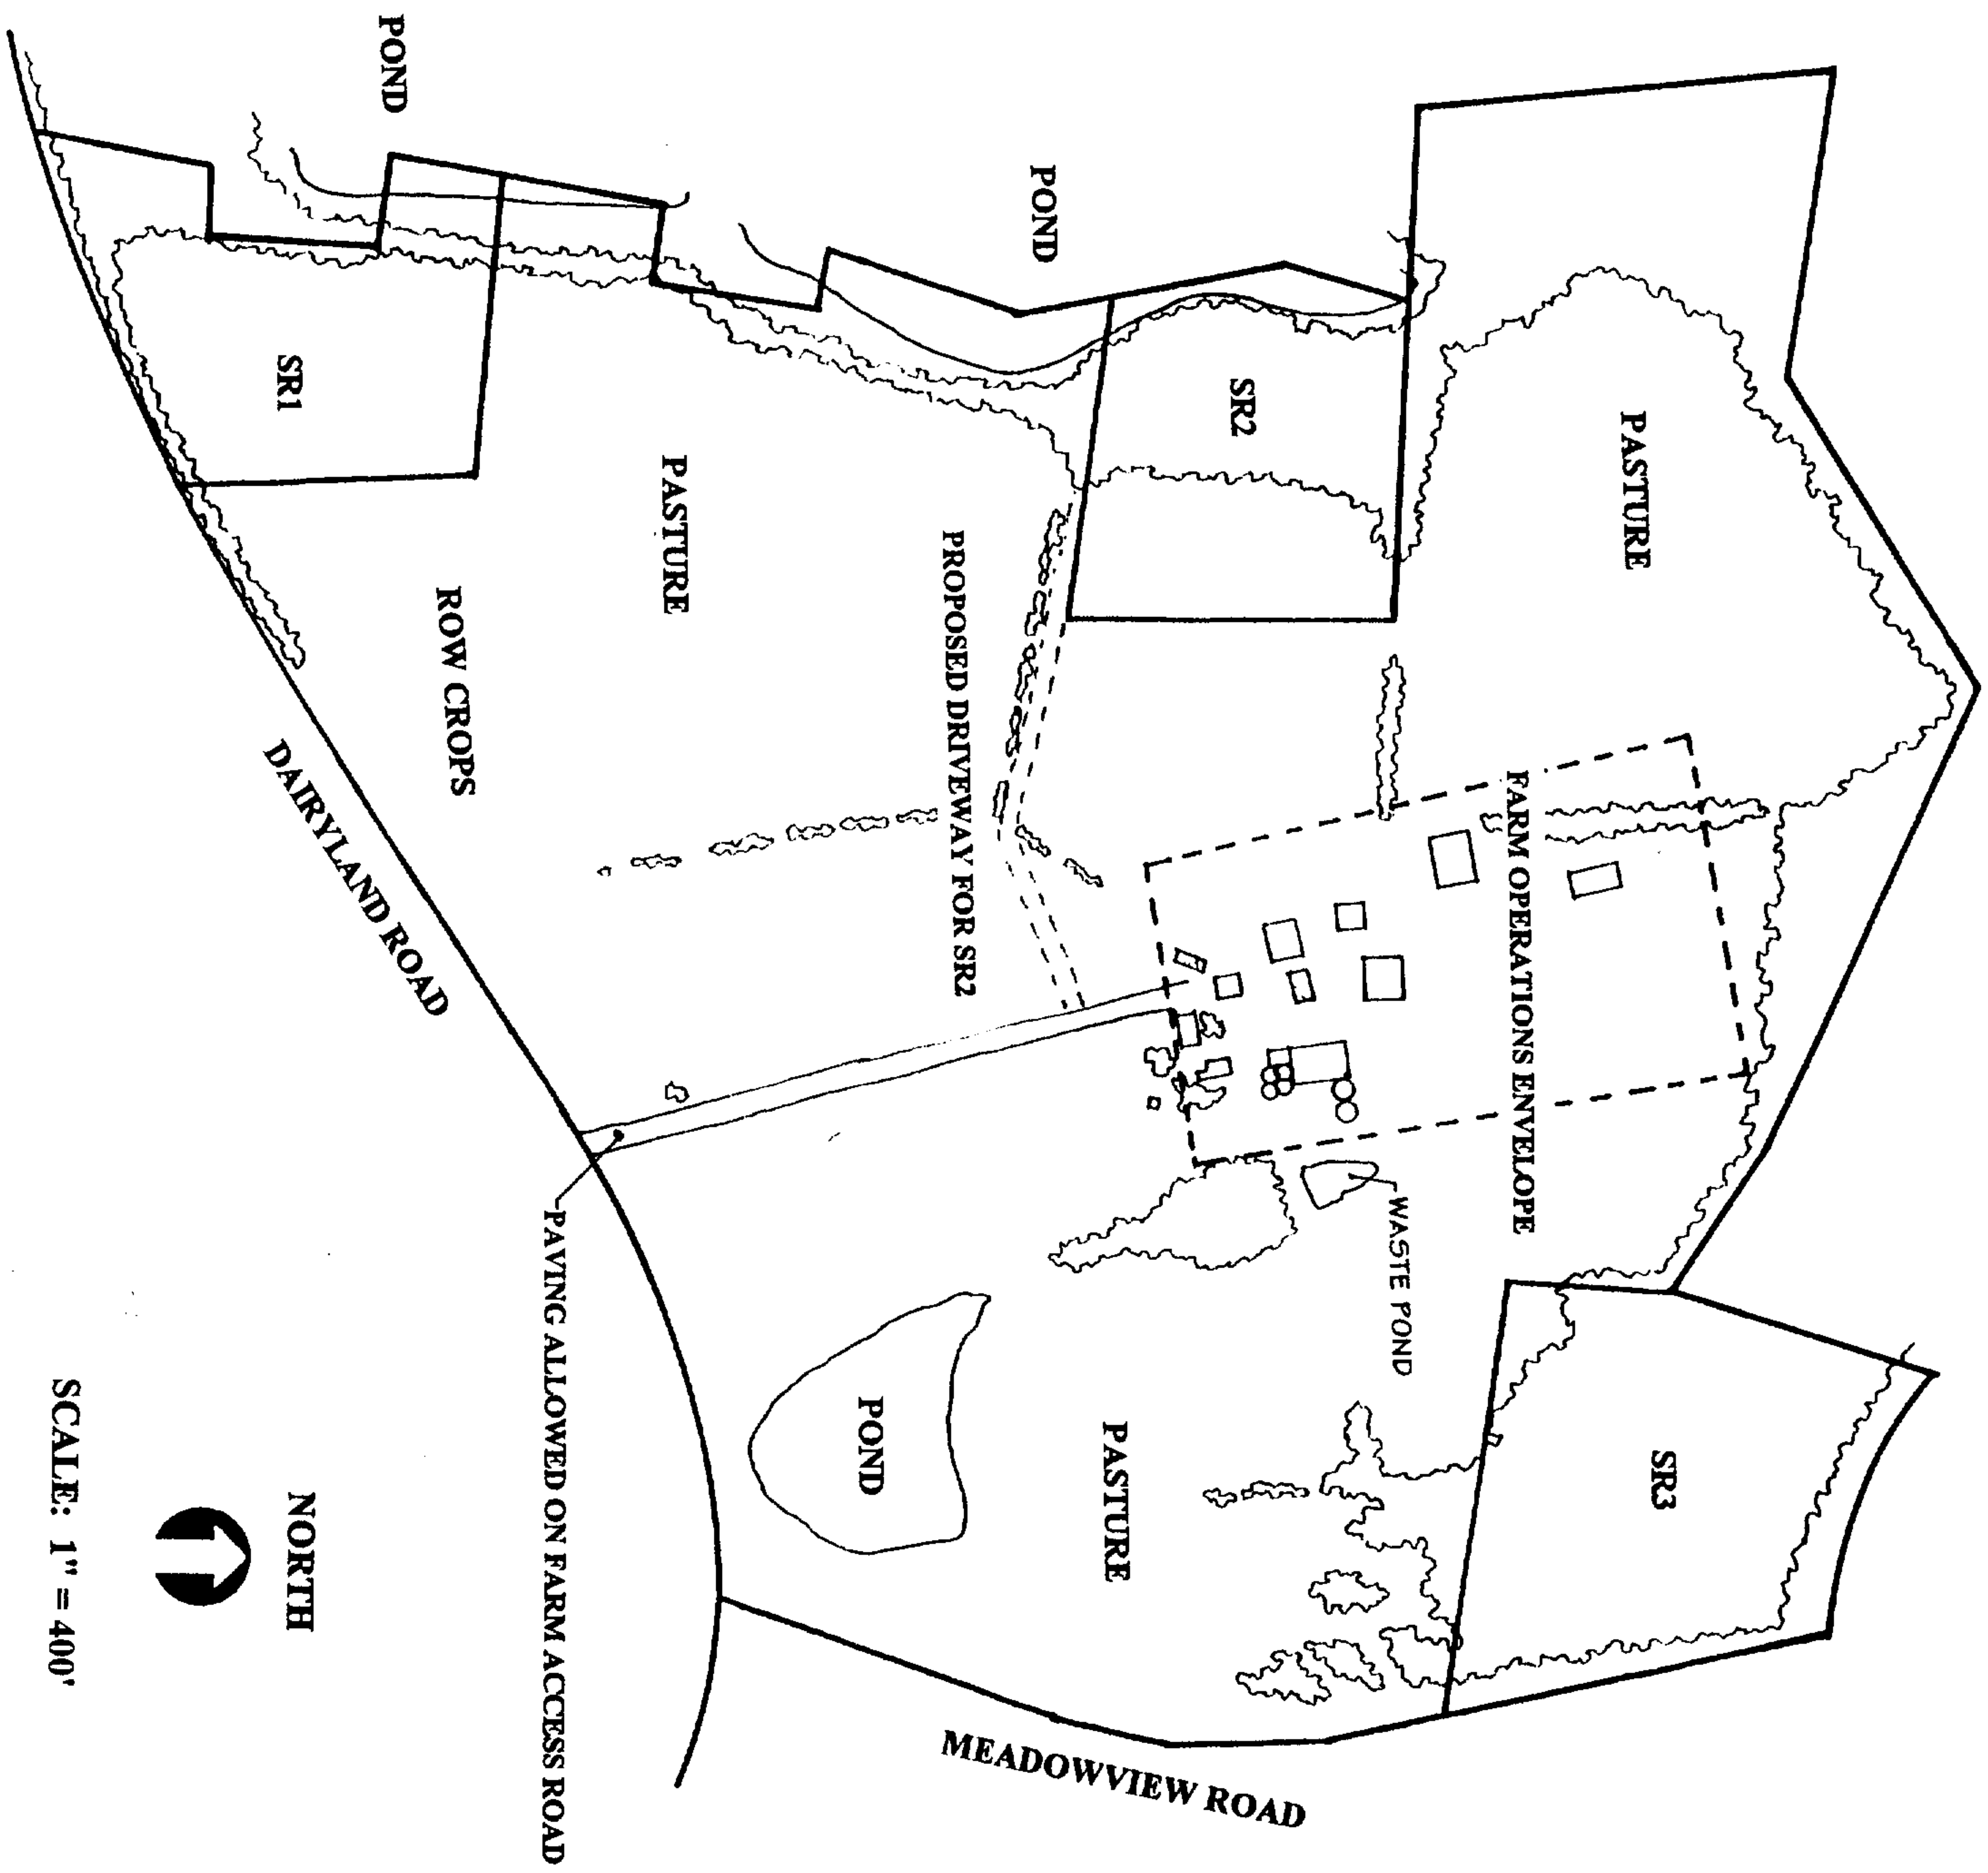 POND
POND
PASTURE
SR1
SR2
PASTURE
ROW CROPS
PROPOSED DRIVEWAY FOR SR2
FARM OPERATIONS ENVELOPE
DAIRYLAND ROAD
WASTE POND
PAVING ALLOWED ON FARM ACCESS ROAD
POND
PASTURE
SR3
MEADOWVIEW ROAD
NORTH
SCALE: 1" = 400'